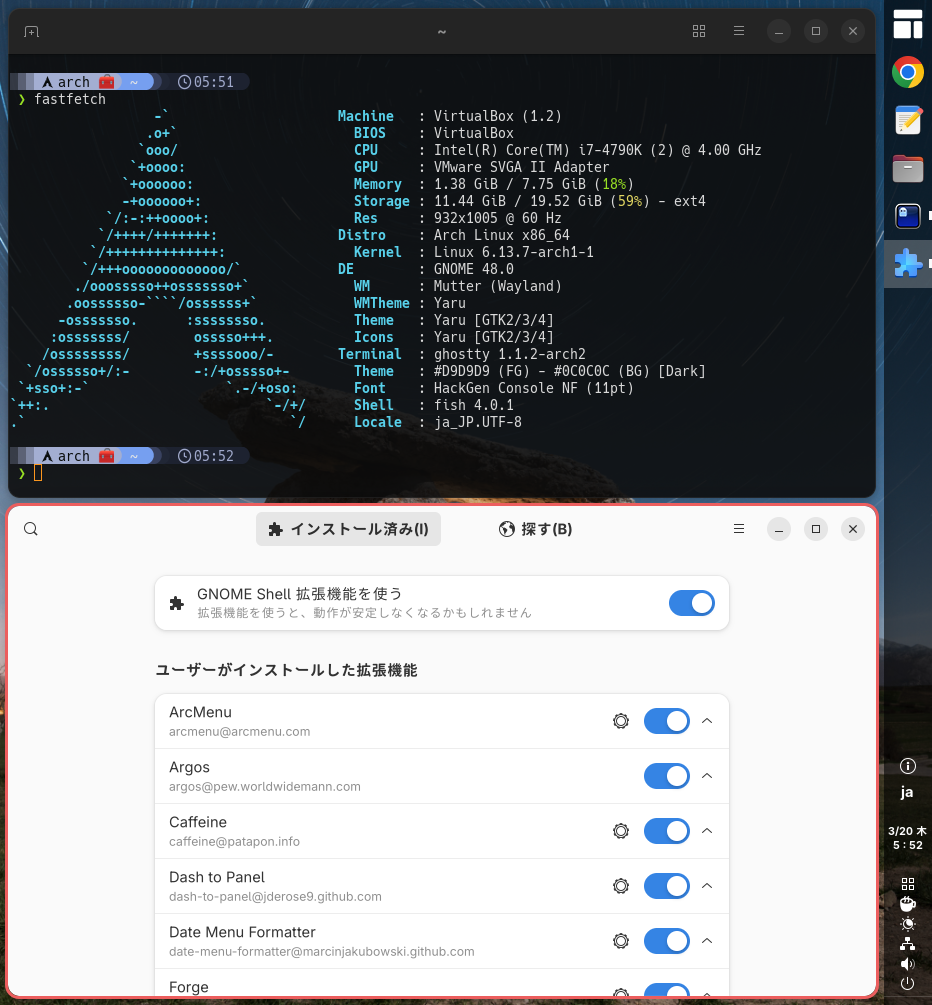 ~
arch ~ 05:51
❯ fastfetch
-`
.o+`
`ooo/
`+oooo:
`+oooooo:
-+oooooo+:
`/:-:++oooo+:
`/++++/+++++++:
`/++++++++++++++:
`/+++ooooooooooooo/`
./ooosssso++osssssso+`
.oossssso-````/ossssss+`
-osssssso. :ssssssso.
:osssssss/ osssso+++.
/ossssssss/ +ssssooo/-
`/ossssso+/:- -:/+osssso+-
`+sso+:-` `.-/+oso:
`++:. `-/+/
.` `/
Machine : VirtualBox (1.2)
BIOS : VirtualBox
CPU : Intel(R) Core(TM) i7-4790K (2) @ 4.00 GHz
GPU : VMware SVGA II Adapter
Memory : 1.38 GiB / 7.75 GiB (18%)
Storage : 11.44 GiB / 19.52 GiB (59%) - ext4
Res : 932x1005 @ 60 Hz
Distro : Arch Linux x86_64
Kernel : Linux 6.13.7-arch1-1
DE : GNOME 48.0
WM : Mutter (Wayland)
WMTheme : Yaru
Theme : Yaru [GTK2/3/4]
Icons : Yaru [GTK2/3/4]
Terminal : ghostty 1.1.2-arch2
Theme : #D9D9D9 (FG) - #0C0C0C (BG) [Dark]
Font : HackGen Console NF (11pt)
Shell : fish 4.0.1
Locale : ja_JP.UTF-8
arch ~ 05:52
❯
インストール済み(I)
探す(B)
GNOME Shell 拡張機能を使う
拡張機能を使うと、動作が安定しなくなるかもしれません
ユーザーがインストールした拡張機能
ArcMenu
arcmenu@arcmenu.com
Argos
argos@pew.worldwidemann.com
Caffeine
caffeine@patapon.info
Dash to Panel
dash-to-panel@jderose9.github.com
Date Menu Formatter
date-menu-formatter@marcinjakubowski.github.com
Forge
ja
3/20 木
5 : 52